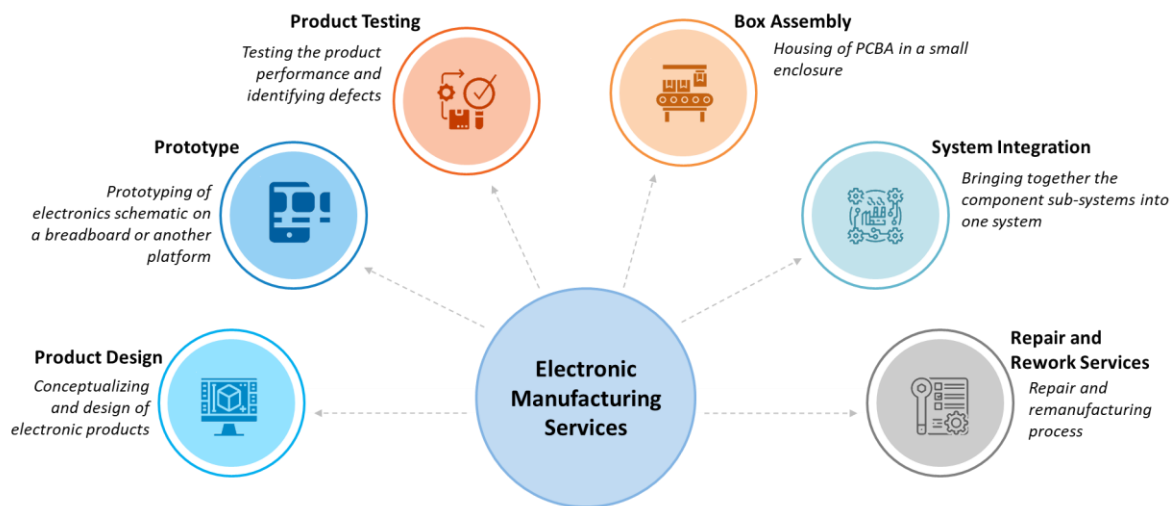 Product Testing
Testing the product
performance and
identifying defects
Box Assembly
Housing of PCBA in a small
enclosure
Prototype
Prototyping of
electronics schematic on
a breadboard or another
platform
System Integration
Bringing together the
component sub-systems into
one system
Product Design
Conceptualizing
and design of
electronic products
Electronic
Manufacturing
Services
Repair and
Rework Services
Repair and
remanufacturing
process